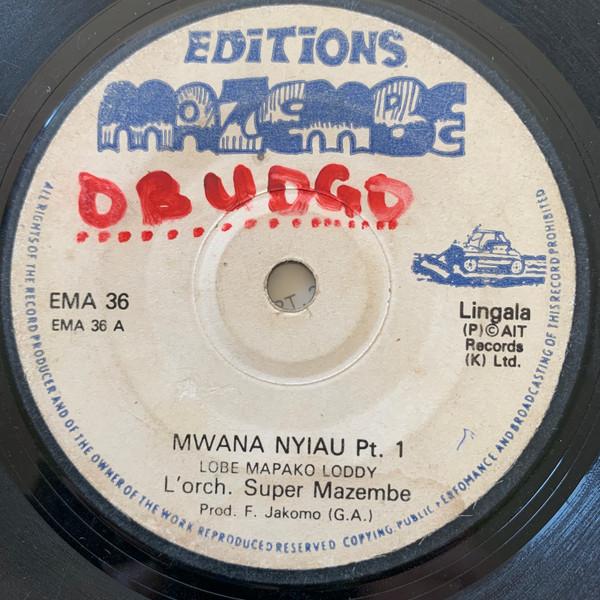 EDITIONS
MAZEMBE
OBUDGO
EMA 36
EMA 36 A
Lingala
(P)©AIT
Records
(K) Ltd.
MWANA NYIAU Pt. 1
LOBE MAPAKO LODDY
L'orch. Super Mazembe
Prod. F. Jakomo (G.A.)
ALL RIGHTS OF THE RECORD PRODUCER AND OF THE OWNER OF THE WORK REPRODUCED RESERVED COPYING, PUBLIC PERFOMANCE AND BROADCASTING OF THIS RECORD PROHIBITED